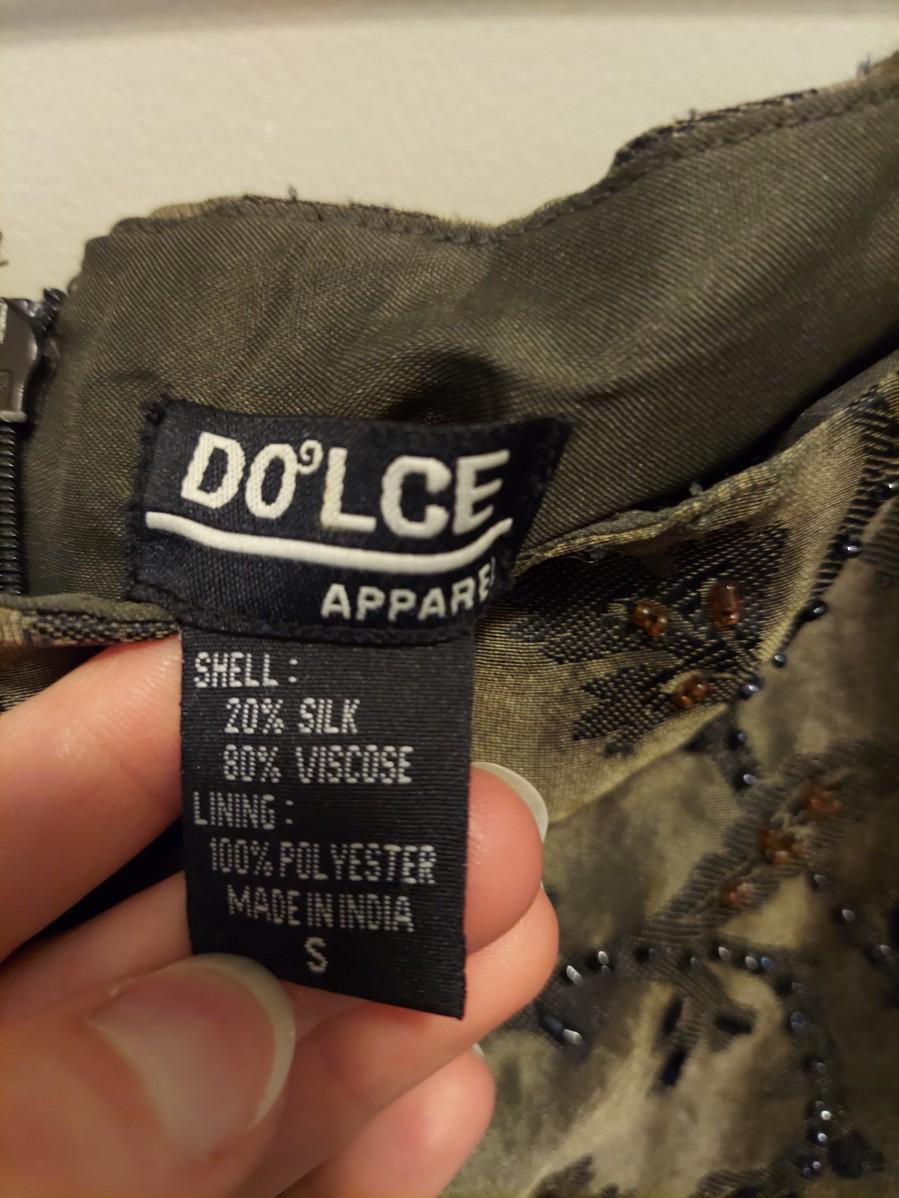 DO'LCE
APPAREL
SHELL :
20% SILK
80% VISCOSE
LINING :
100% POLYESTER
MADE IN INDIA
S